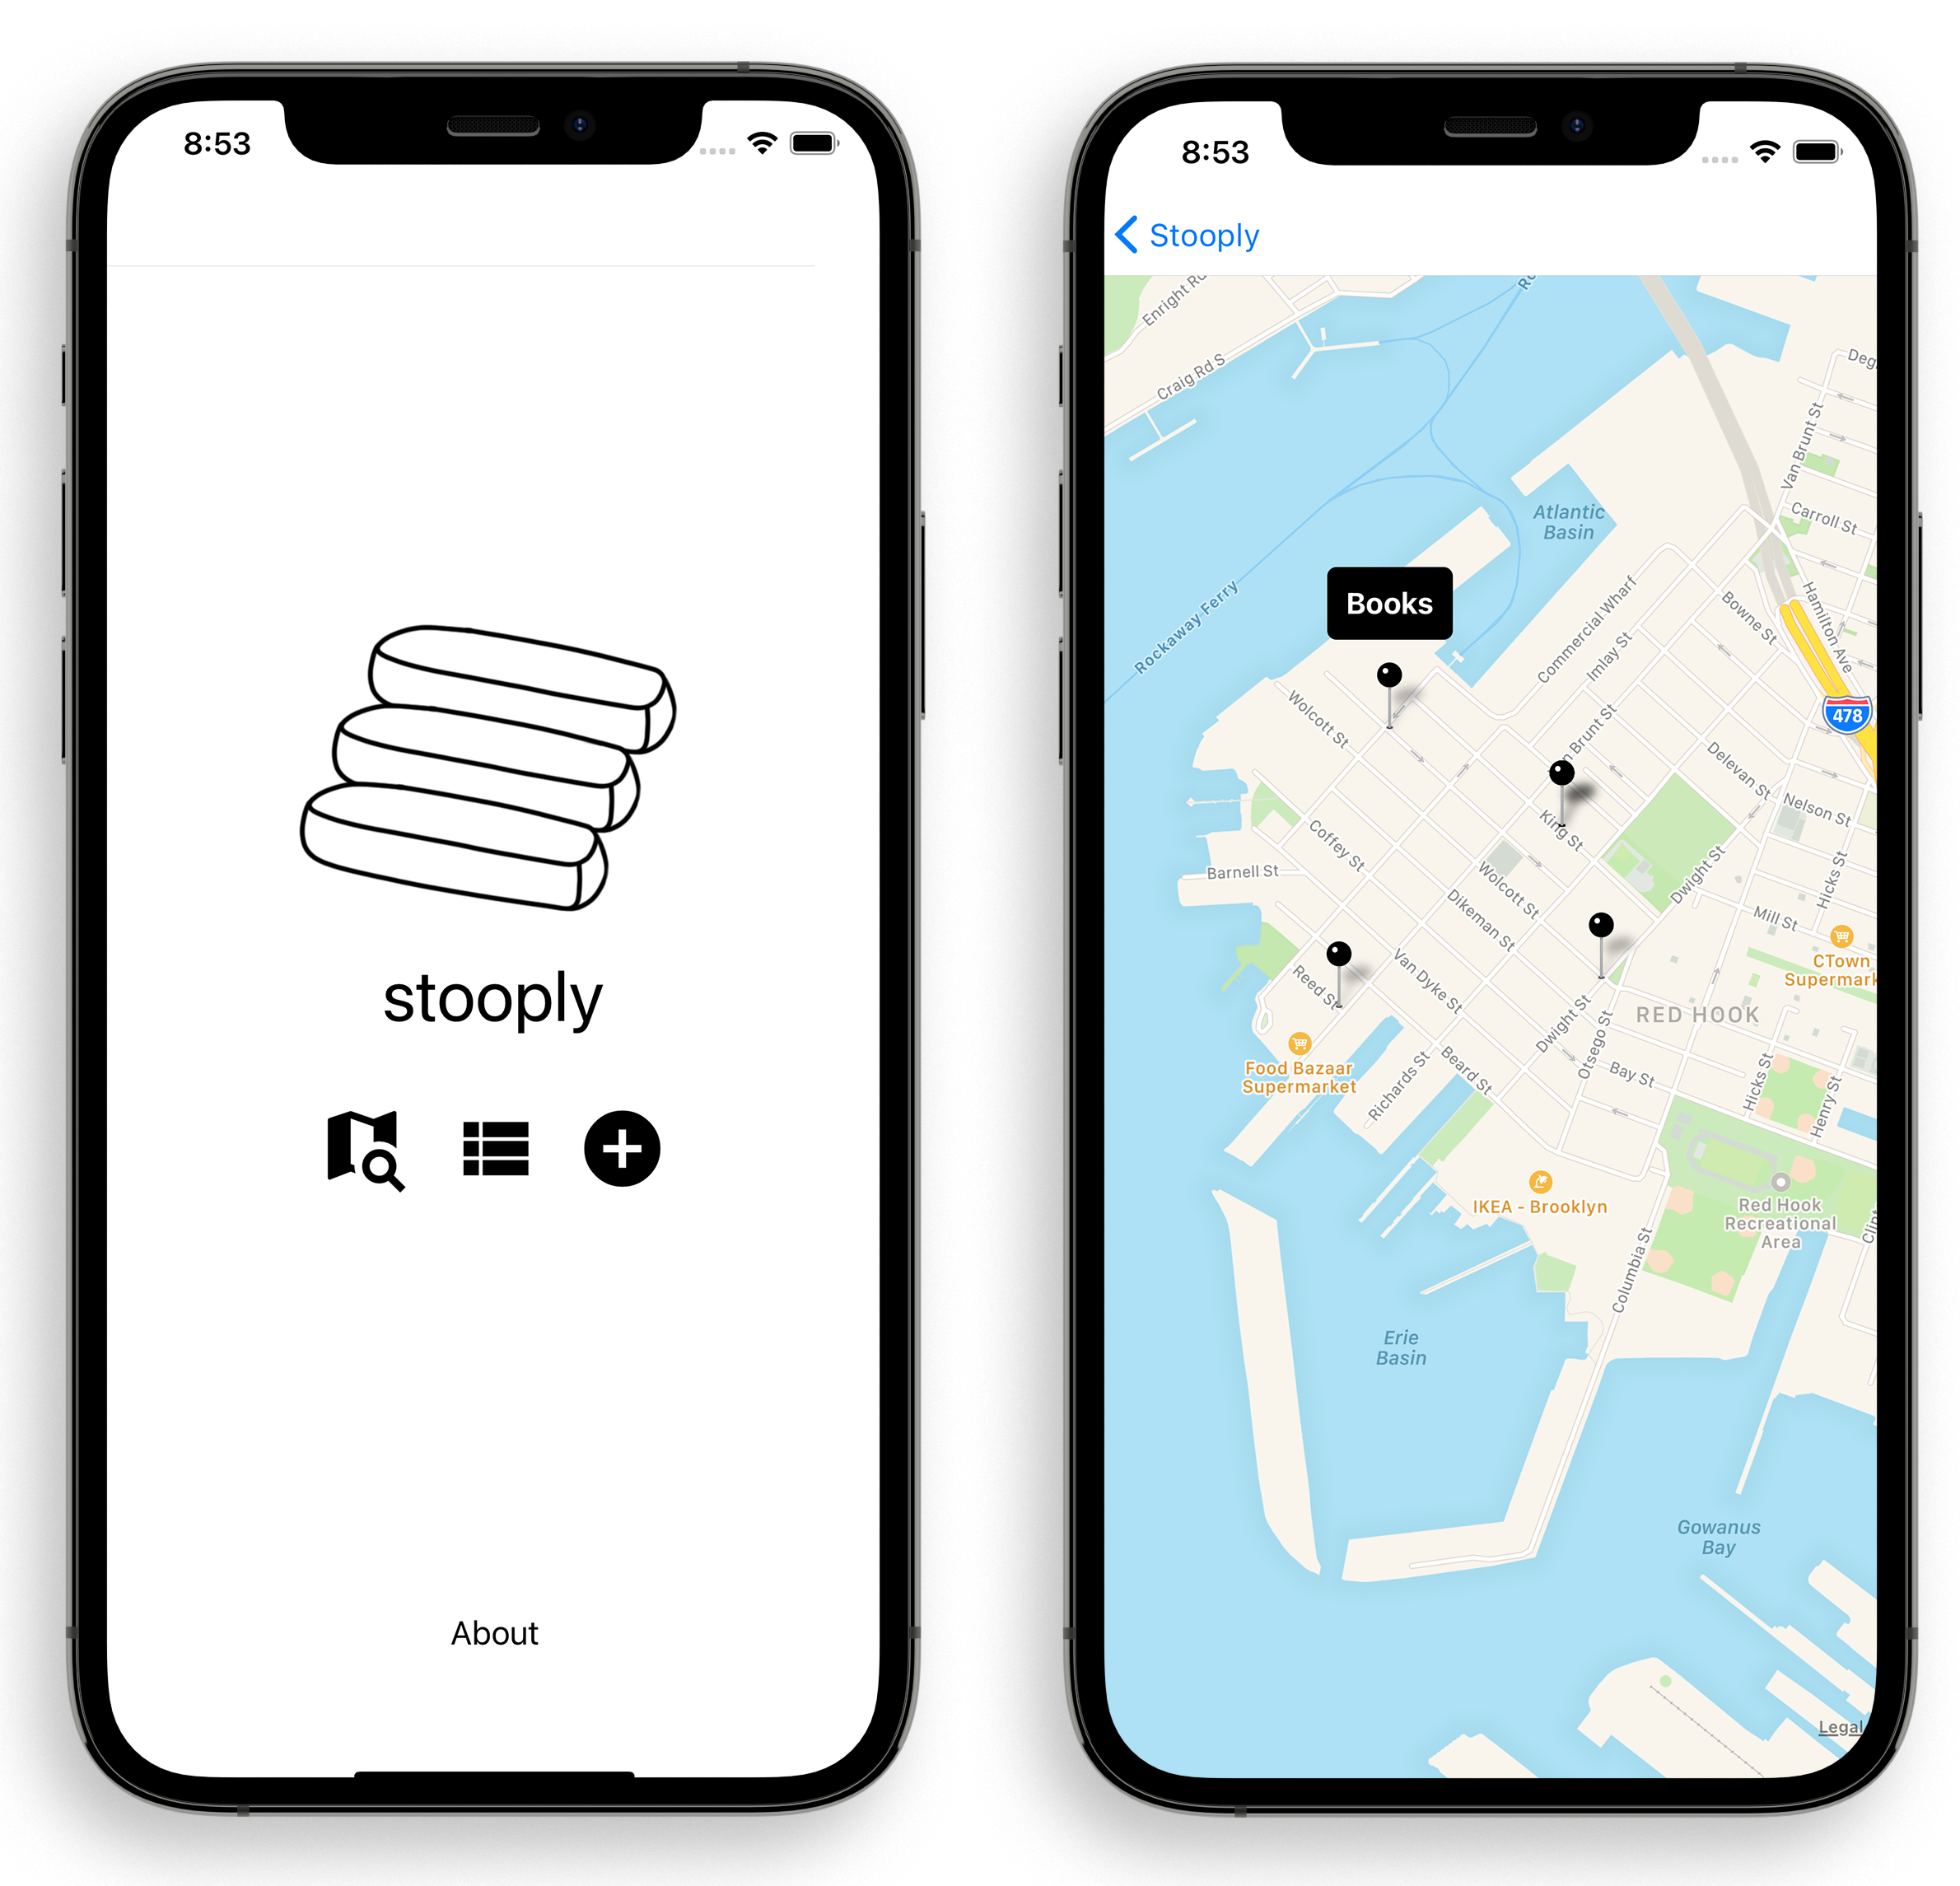 8:53
stooply
About
8:53
Stooply
Enright Rd
Craig Rd S
Rockaway Ferry
Atlantic
Basin
Books
Van Brunt St
Carroll St
Hamilton Ave
Bowne St
Commercial Wharf
Imlay St
478
Wolcott St
Brunt St
Delevan St
Nelson St
King St
Coffey St
Barnell St
Wolcott St
Dwight St
Hicks St
Dikeman St
Mill St
CTown
Supermark
Van Dyke St
Reed St
RED HOOK
Dwight St
Otsego St
Food Bazaar
Supermarket
Richards St
Beard St
Bay St
Hicks St
Henry St
IKEA - Brooklyn
Red Hook
Recreational
Area
Columbia St
Erie
Basin
Gowanus
Bay
Legal